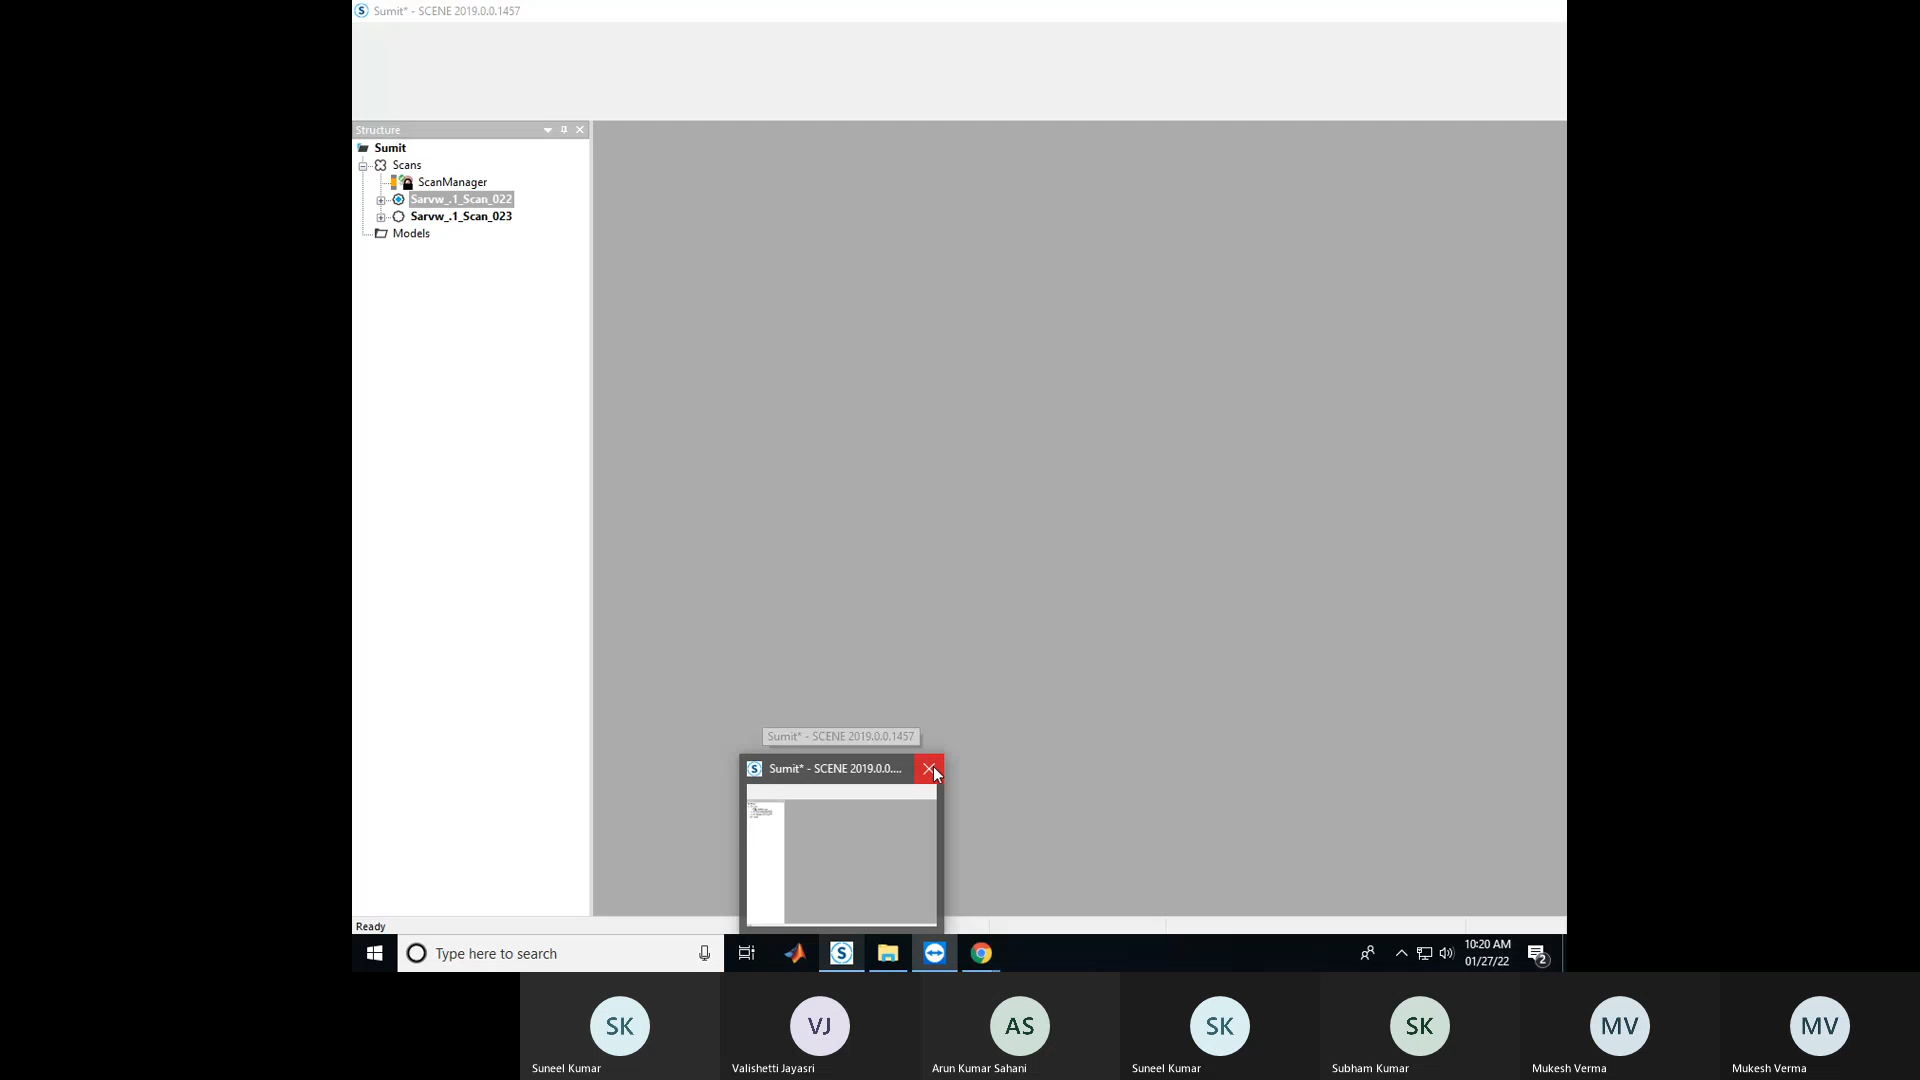 Sumit* - SCENE 2019.0.0.1457
Structure
Sumit
Scans
ScanManager
Sarvw_.1_Scan_022
Sarvw_.1_Scan_023
Models
Sumit* - SCENE 2019.0.0.1457
Sumit* - SCENE 2019.0.0....
Ready
Type here to search
10:20 AM
01/27/22
2
SK
VJ
AS
SK
SK
MV
MV
Suneel Kumar
Valishetti Jayasri
Arun Kumar Sahani
Suneel Kumar
Subham Kumar
Mukesh Verma
Mukesh Verma